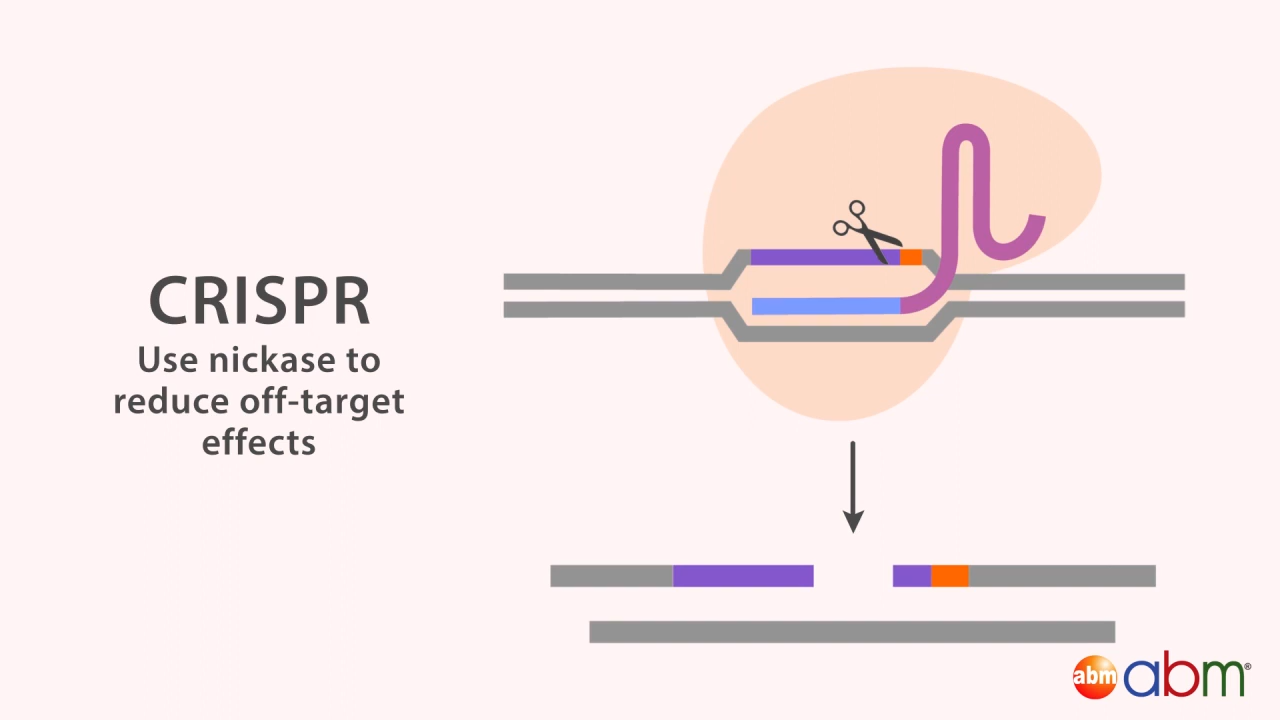 CRISPR
Use nickase to
reduce off-target
effects
abm abm®